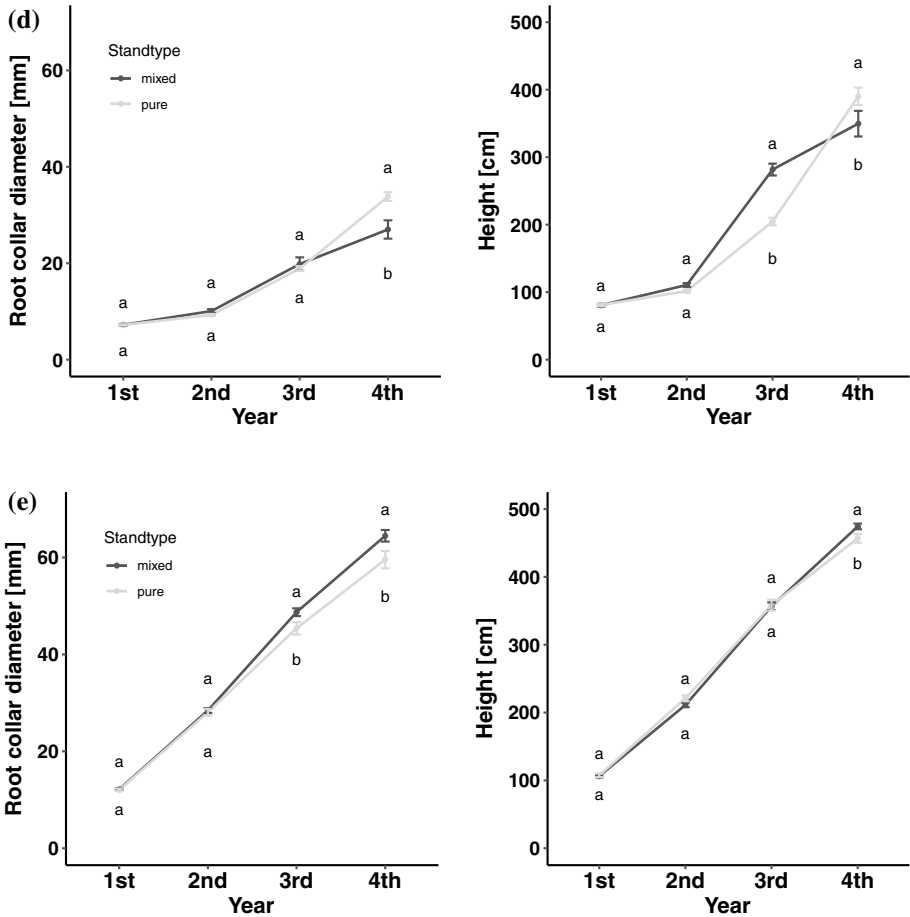 (d)
Root collar diameter [mm]
60
40
20
0
Standtype
mixed
pure
a
a
a
a
a
a
a
b
1st 2nd 3rd 4th
Year
Height [cm]
500
400
300
200
100
0
a
a
a
a
a
b
a
b
1st 2nd 3rd 4th
Year
(e)
Root collar diameter [mm]
60
40
20
0
Standtype
mixed
pure
a
a
a
a
a
b
a
b
1st 2nd 3rd 4th
Year
Height [cm]
500
400
300
200
100
0
a
a
a
a
a
a
a
b
1st 2nd 3rd 4th
Year